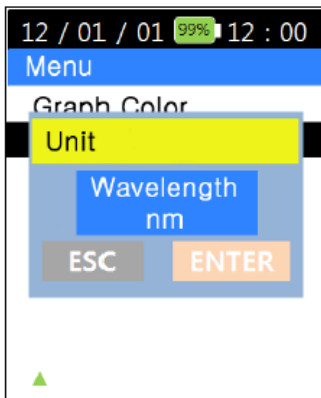 12 / 01 / 01 99% 12 : 00
Menu
Graph Color
Unit
Wavelength
nm
ESC ENTER